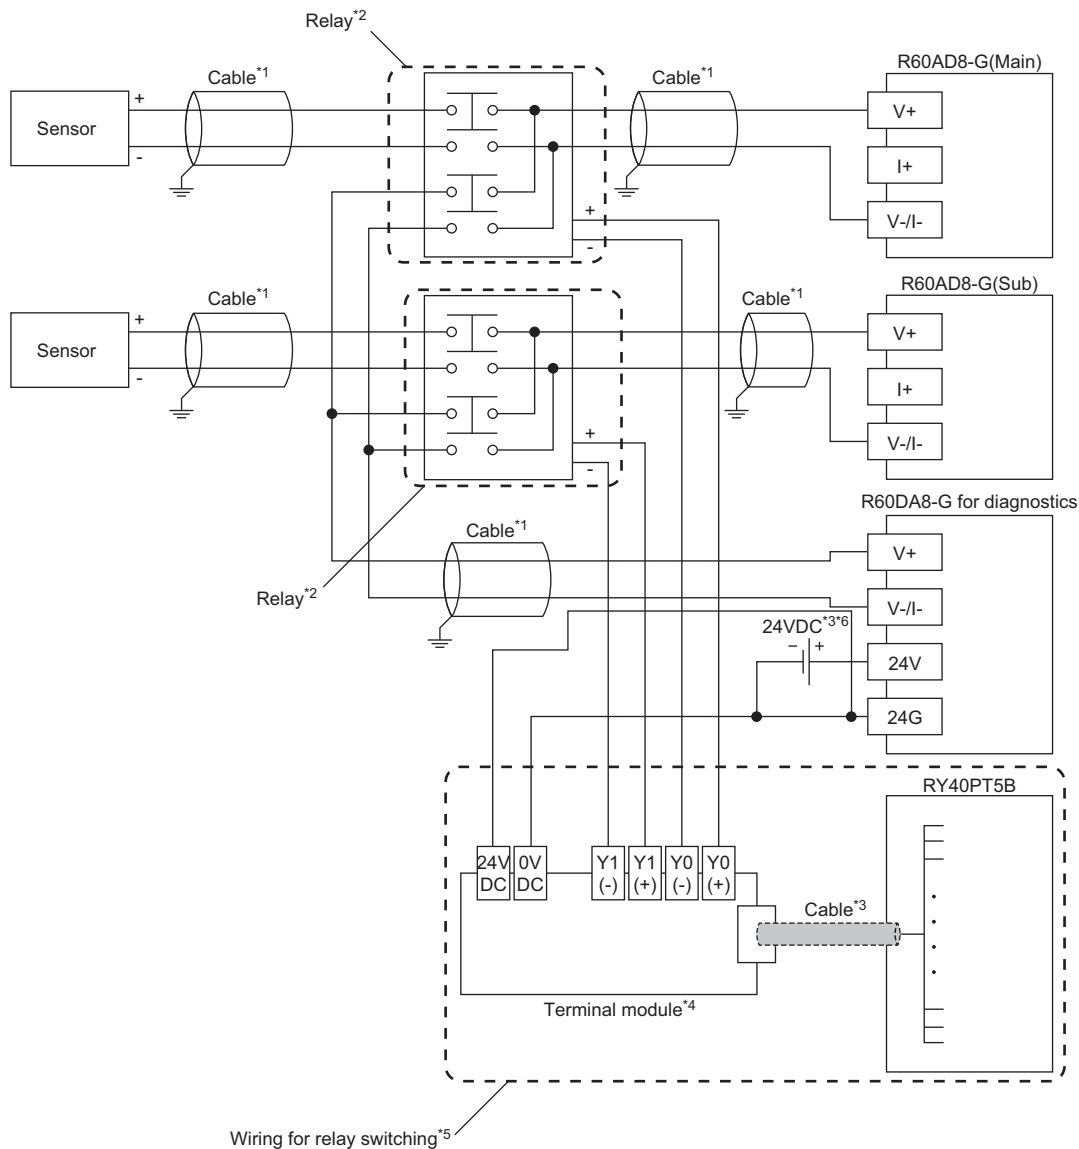 Relay*2
Cable*1
Cable*1
R60AD8-G(Main)
Sensor
+
-
V+
I+
V-/I-
+
-
Cable*1
Cable*1
R60AD8-G(Sub)
Sensor
+
-
V+
I+
V-/I-
+
-
R60DA8-G for diagnostics
Cable*1
V+
Relay*2
V-/I-
24VDC*3*6
- +
24V
24G
RY40PT5B
24V
DC
0V
DC
Y1
(-)
Y1
(+)
Y0
(-)
Y0
(+)
Cable*3
Terminal module*4
Wiring for relay switching*5